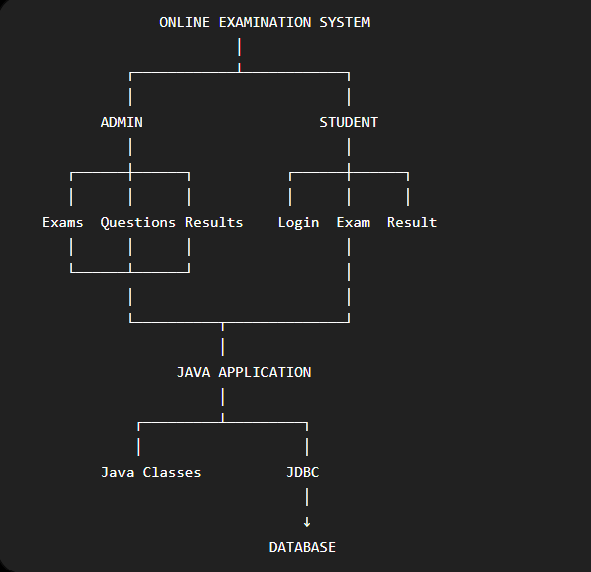 ONLINE EXAMINATION SYSTEM
ADMIN STUDENT
Exams Questions Results Login Exam Result
JAVA APPLICATION
Java Classes JDBC
DATABASE